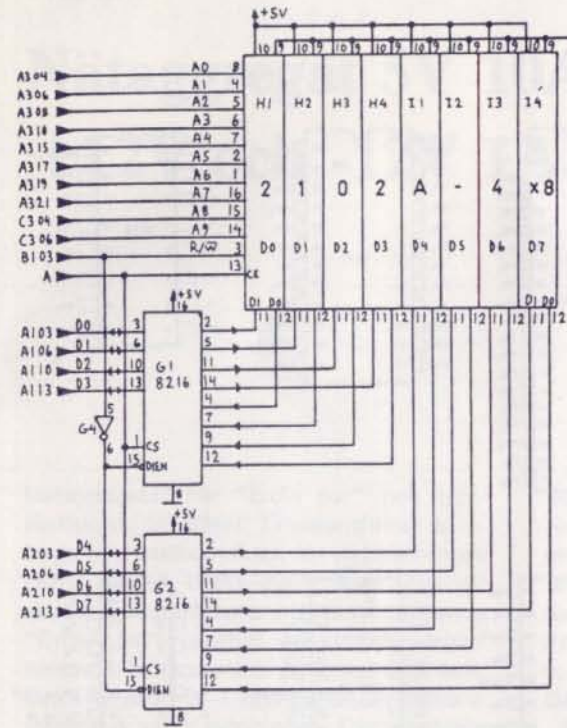 +5V
10 9 10 9 10 9 10 9 10 9 10 9 10 9 10 9
A304 A0 8
A306 A1 4
A308 A2 5
A310 A3 6
A315 A4 7
A317 A5 2
A319 A6 1
A321 A7 16
C304 A8 15
C306 A9 14
B103 R/W 3
A 13 CE
H1 H2 H3 H4 I1 I2 I3 I4
2 1 0 2 A - 4 x8
D0 D1 D2 D3 D4 D5 D6 D7
DI DO DI DO
11 12 11 12 11 12 11 12 11 12 11 12 11 12 11 12
+5V
16
A103 D0 3 2
A106 D1 6 5
A110 D2 10 11
A113 D3 13 14
G1
8216
4
7
9
12
G4 5 6
1 CS
15 DIEN
8
+5V
16
A203 D4 3 2
A206 D5 6 5
A210 D6 10 11
A213 D7 13 14
G2
8216
4
7
9
12
1 CS
15 DIEN
8